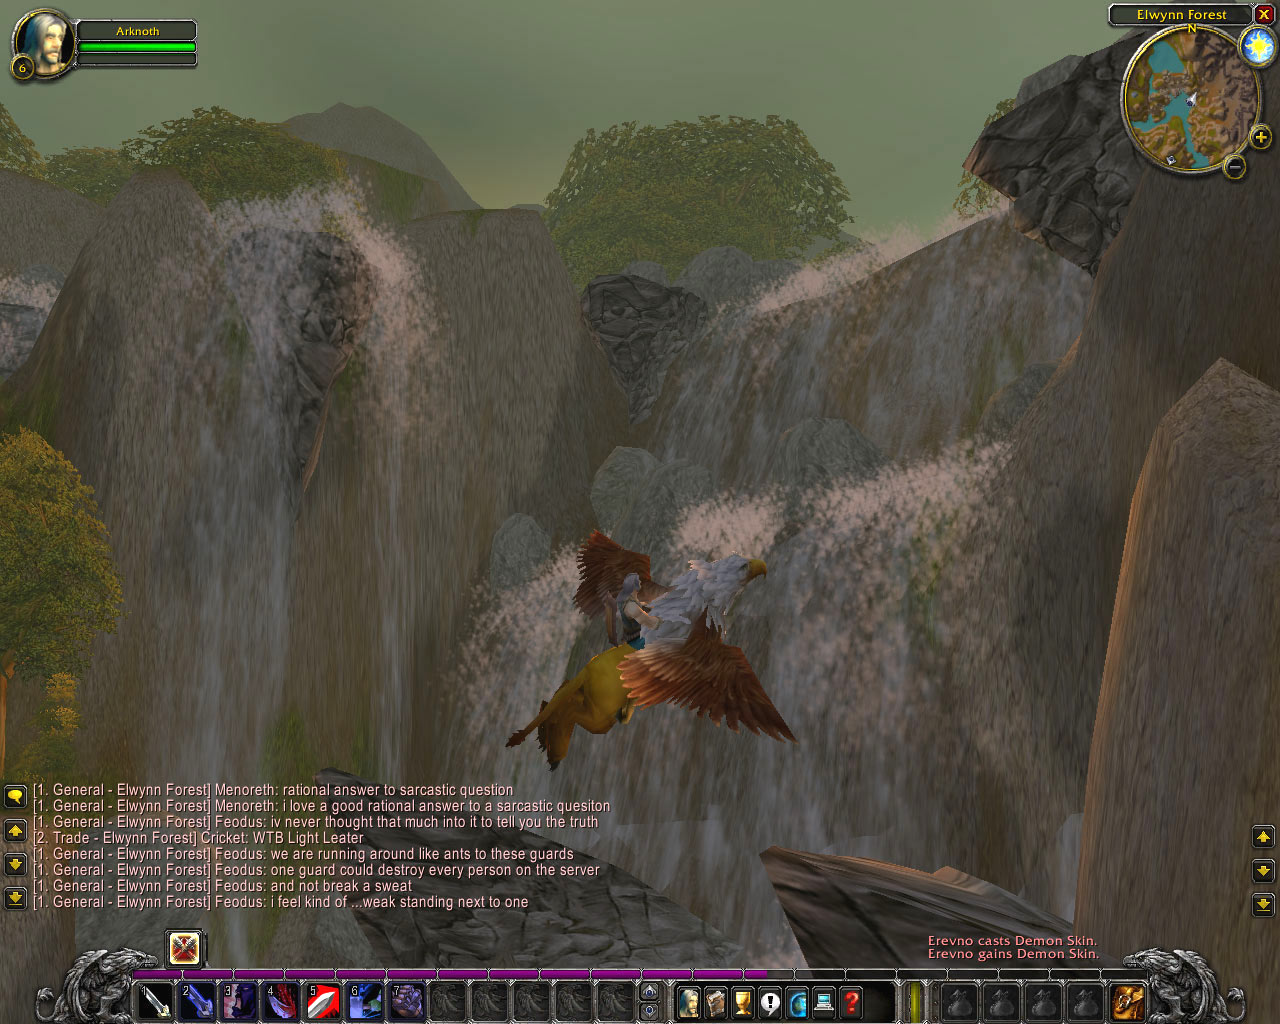 Arknoth
6
Elwynn Forest
N
[1. General - Elwynn Forest] Menoreth: rational answer to sarcastic question
[1. General - Elwynn Forest] Menoreth: i love a good rational answer to a sarcastic quesiton
[1. General - Elwynn Forest] Feodus: iv never thought that much into it to tell you the truth
[2. Trade - Elwynn Forest] Cricket: WTB Light Leater
[1. General - Elwynn Forest] Feodus: we are running around like ants to these guards
[1. General - Elwynn Forest] Feodus: one guard could destroy every person on the server
[1. General - Elwynn Forest] Feodus: and not break a sweat
[1. General - Elwynn Forest] Feodus: i feel kind of ...weak standing next to one
Erevno casts Demon Skin.
Erevno gains Demon Skin.
1 2 3 4 5 6 7